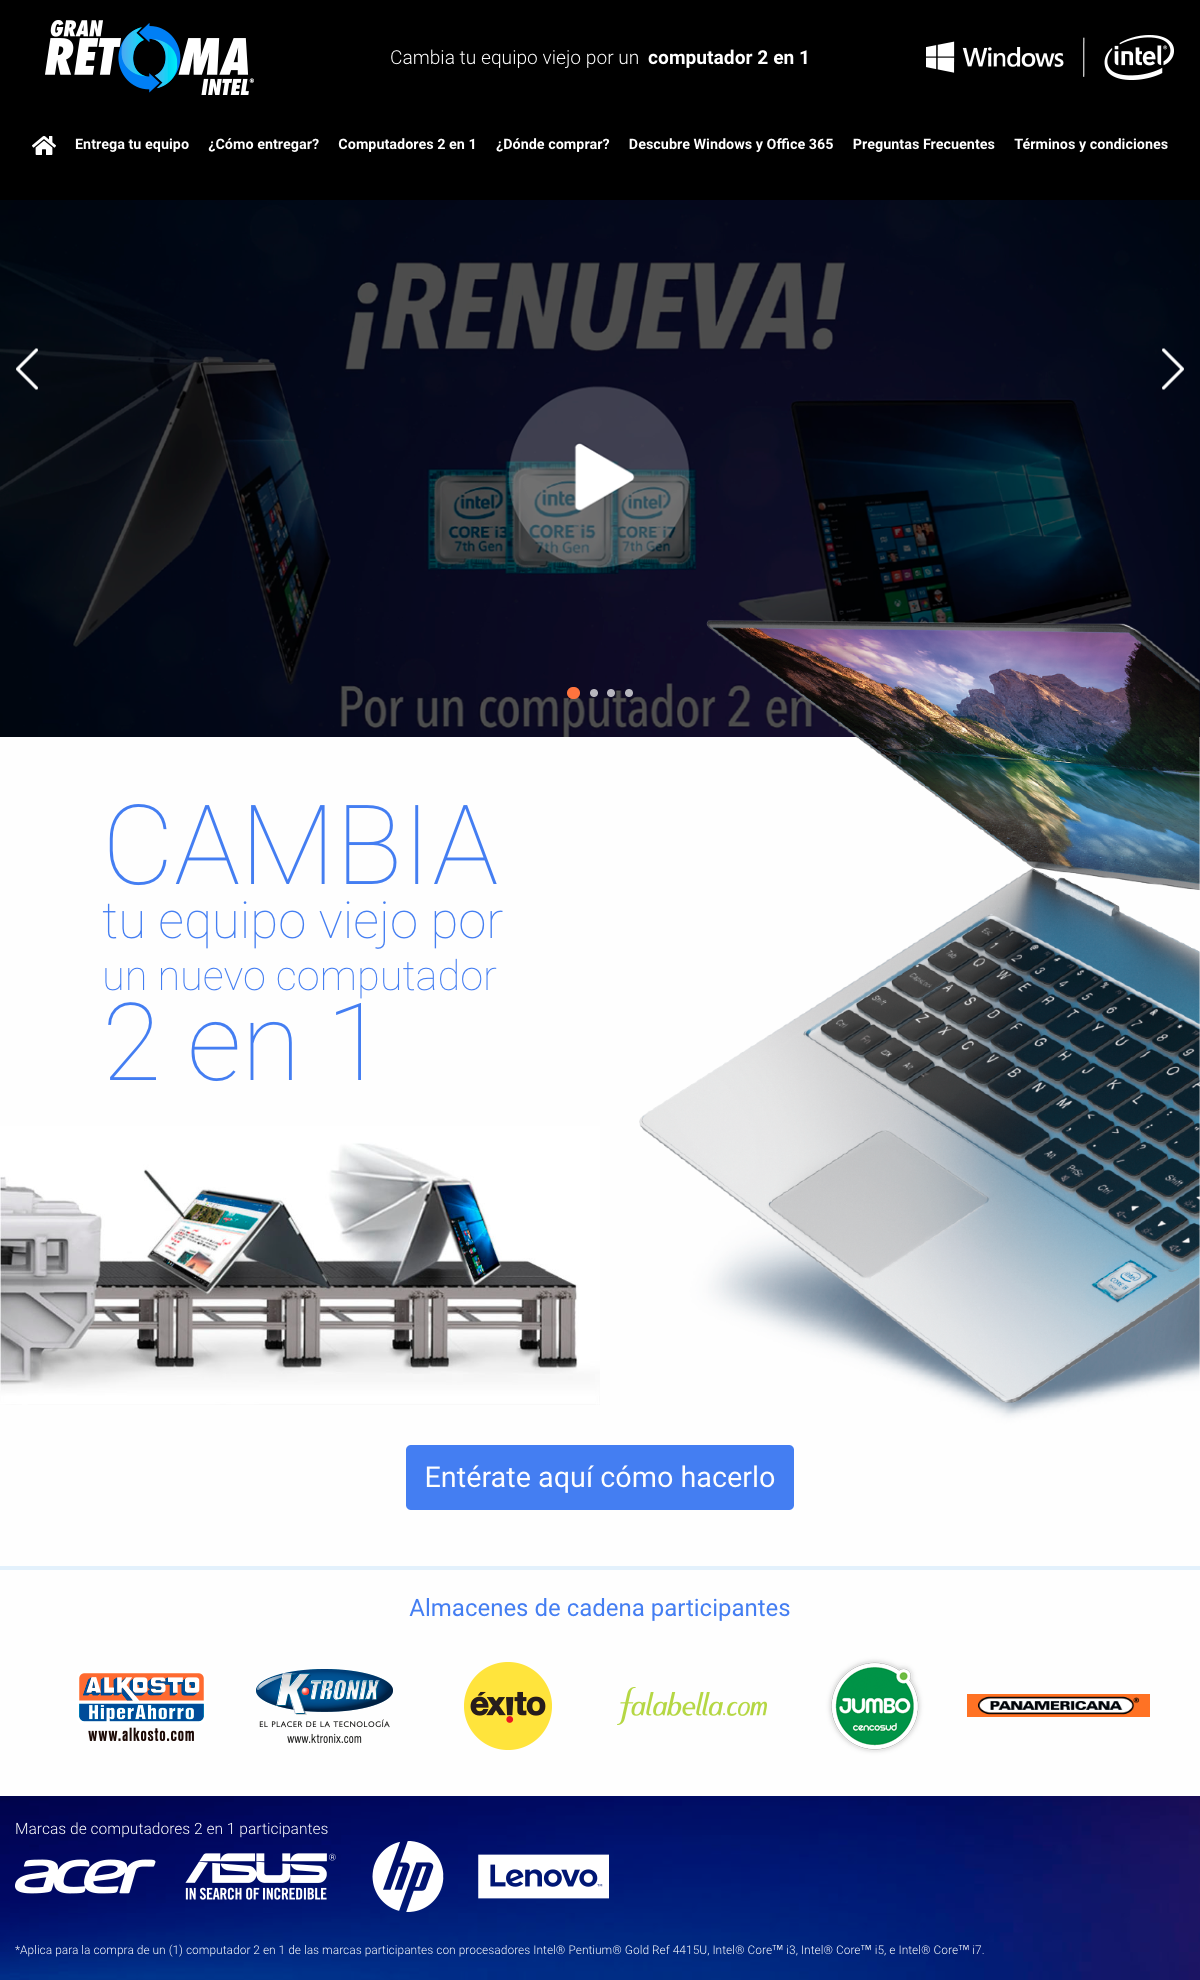 GRAN
RETOMA
INTEL®
Cambia tu equipo viejo por un computador 2 en 1
Windows
intel
Entrega tu equipo
¿Cómo entregar?
Computadores 2 en 1
¿Dónde comprar?
Descubre Windows y Office 365
Preguntas Frecuentes
Términos y condiciones
¡RENUEVA!
intel
CORE i3
7th Gen
intel
CORE i5
7th Gen
intel
CORE i7
7th Gen
Por un computador 2 en
CAMBIA
tu equipo viejo por
un nuevo computador
2 en 1
Entérate aquí cómo hacerlo
Almacenes de cadena participantes
ALKOSTO
HiperAhorro
www.alkosto.com
K-TRONIX
EL PLACER DE LA TECNOLOGÍA
www.ktronix.com
éxito
falabella.com
JUMBO
cencosud
PANAMERICANA®
Marcas de computadores 2 en 1 participantes
acer
ASUS®
IN SEARCH OF INCREDIBLE
hp
Lenovo™
*Aplica para la compra de un (1) computador 2 en 1 de las marcas participantes con procesadores Intel® Pentium® Gold Ref 4415U, Intel® Core™ i3, Intel® Core™ i5, e Intel® Core™ i7.